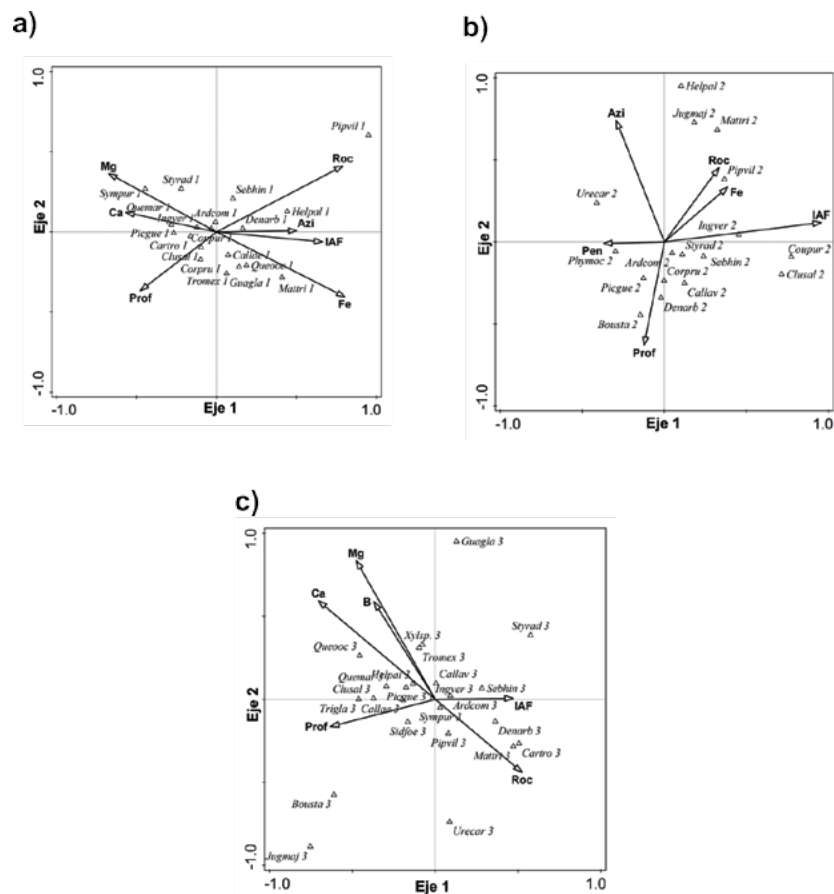 a)
1.0
Pipvil 1
Roc
Mg
Styrad 1
Sympur 1
Sebhin 1
Quemar 1
Ca
Ingver 1
Ardcom 1
Helpal 1
Denarb 1
Azi
Picgue 1
Coupur 1
IAF
Cartro 1
Callae 1
Clusal 1
Queooc 1
Corpru 1
Tromex 1
Guagla 1
Mattri 1
Prof
Fe
Eje 2
-1.0
-1.0
Eje 1
1.0
b)
1.0
Helpal 2
Azi
Jugmaj 2
Mattri 2
Roc
Pipvil 2
Fe
Urecar 2
IAF
Ingver 2
Pen
Phymoc 2
Styrad 2
Coupur 2
Ardcom 2
Sebhin 2
Corpru 2
Clusal 2
Picgue 2
Callav 2
Denarb 2
Bousta 2
Prof
Eje 2
-1.0
-1.0
Eje 1
1.0
c)
1.0
Guagla 3
Mg
Ca
B
Xylsp. 3
Styrad 3
Queooc 3
Tromex 3
Helpal 3
Callav 3
Quemar 3
Ingver 3
Sebhin 3
Clusal 3
Picgue 3
IAF
Trigla 3
Callae 3
Ardcom 3
Prof
Sympur 3
Denarb 3
Sidfoe 3
Pipvil 3
Mattri 3
Cartro 3
Roc
Bousta 3
Urecar 3
Jugmaj 3
Eje 2
-1.0
-1.0
Eje 1
1.0